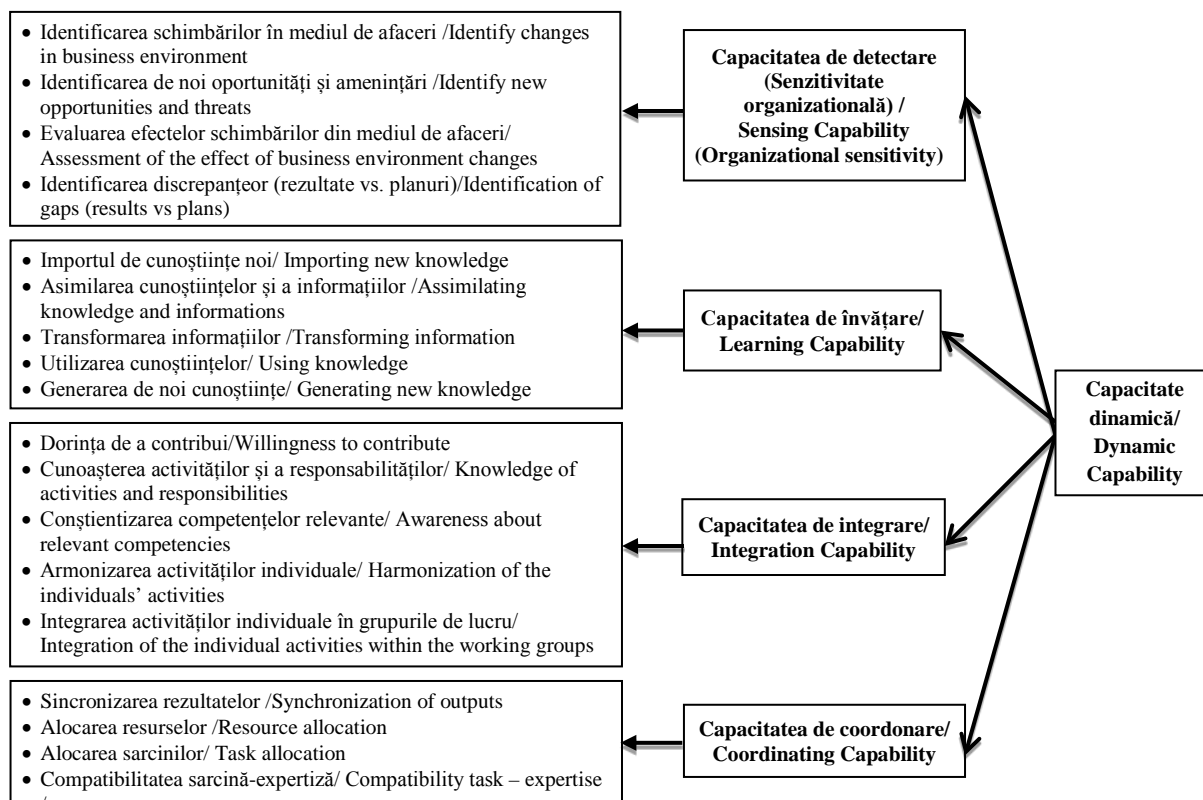 • Identificarea schimbărilor în mediul de afaceri /Identify changes
in business environment
• Identificarea de noi oportunități și amenințări /Identify new
opportunities and threats
• Evaluarea efectelor schimbărilor din mediul de afaceri/
Assessment of the effect of business environment changes
• Identificarea discrepanțeor (rezultate vs. planuri)/Identification of
gaps (results vs plans)
Capacitatea de detectare
(Senzitivitate
organizatională) /
Sensing Capability
(Organizational sensitivity)
• Importul de cunoștiințe noi/ Importing new knowledge
• Asimilarea cunoștiințelor și a informațiilor /Assimilating
knowledge and informations
• Transformarea informațiilor /Transforming information
• Utilizarea cunoștiințelor/ Using knowledge
• Generarea de noi cunoștiințe/ Generating new knowledge
Capacitatea de învățare/
Learning Capability
Capacitate
dinamică/
Dynamic
Capability
• Dorința de a contribui/Willingness to contribute
• Cunoașterea activităților și a responsabilităților/ Knowledge of
activities and responsibilities
• Conștientizarea competențelor relevante/ Awareness about
relevant competencies
• Armonizarea activităților individuale/ Harmonization of the
individuals’ activities
• Integrarea activităților individuale în grupurile de lucru/
Integration of the individual activities within the working groups
Capacitatea de integrare/
Integration Capability
• Sincronizarea rezultatelor /Synchronization of outputs
• Alocarea resurselor /Resource allocation
• Alocarea sarcinilor/ Task allocation
• Compatibilitatea sarcină-expertiză/ Compatibility task – expertise
Capacitatea de coordonare/
Coordinating Capability